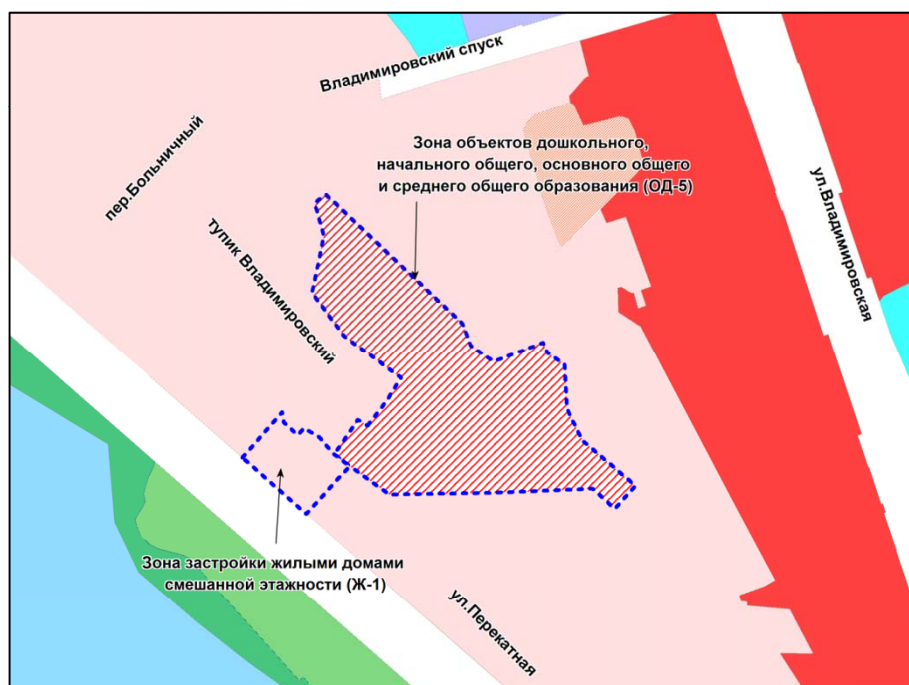 Владимировский спуск
пер.Больничный
Зона объектов дошкольного,
начального общего, основного общего
и среднего общего образования (ОД-5)
ул.Владимировская
тупик Владимировский
Зона застройки жилыми домами
смешанной этажности (Ж-1)
ул.Перекатная